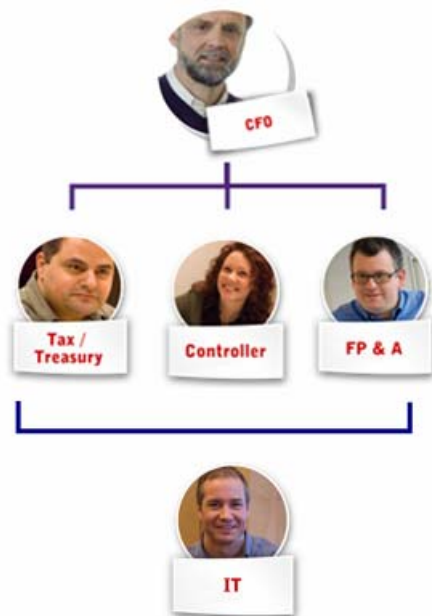 CFO
Tax /
Treasury
Controller
FP & A
IT